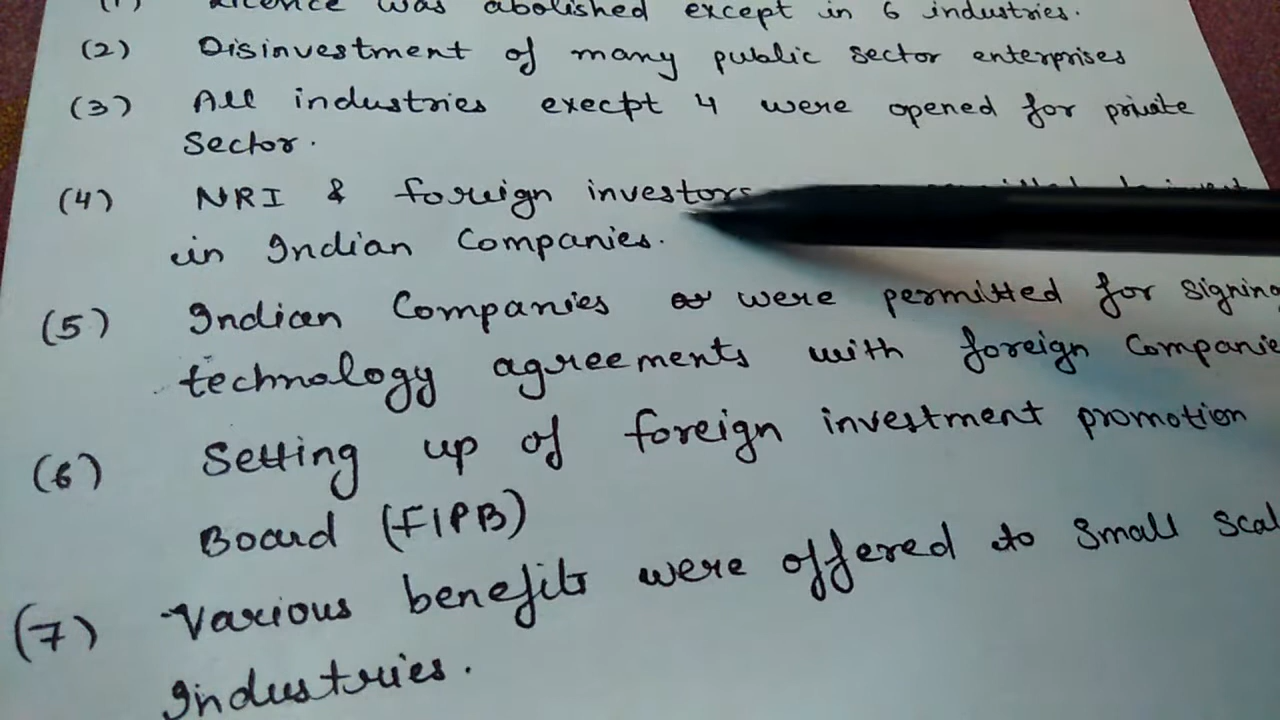 (1) Licence was abolished except in 6 industries.
(2) Disinvestment of many public sector enterprises
(3) All industries execpt 4 were opened for private
Sector.
(4) NRI & foreign investors
in Indian Companies.
(5) Indian Companies were permitted for signing
technology agreements with foreign Companie
(6) Setting up of foreign investment promotion
Board (FIPB)
(7) Various benefits were offered to Small Scal
Industries.